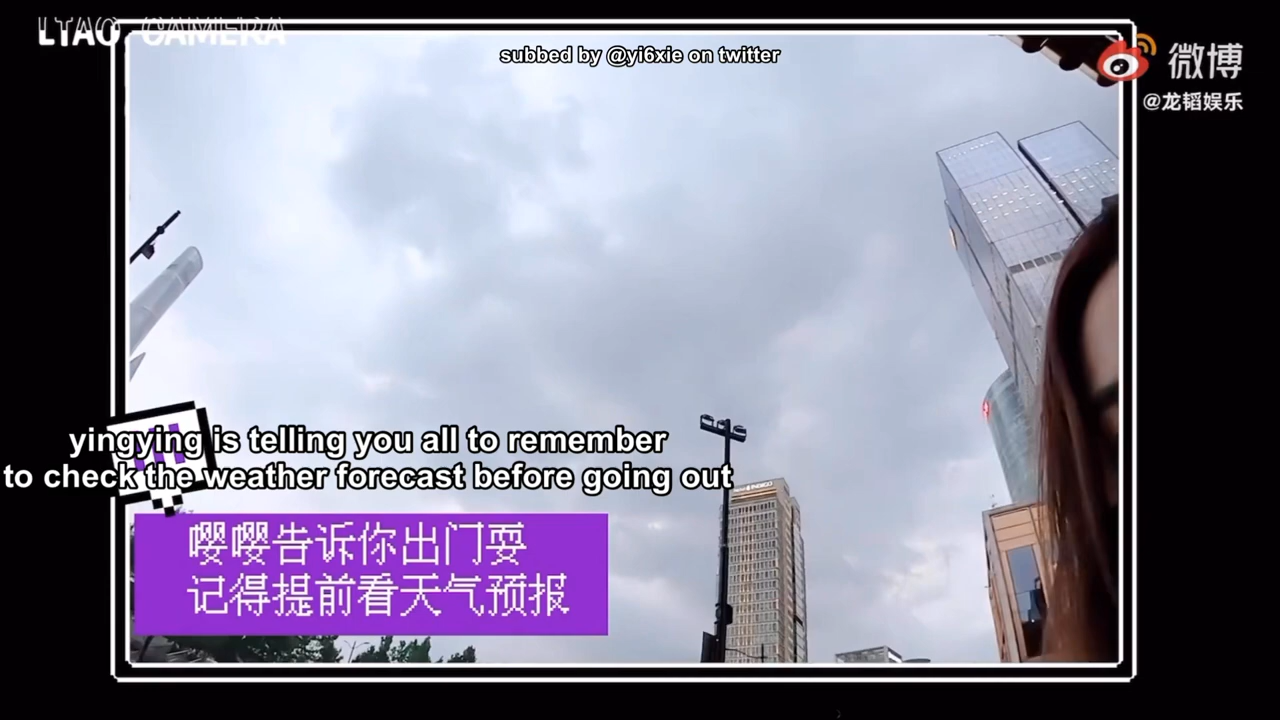 LTAO CAMERA
subbed by @yi6xie on twitter
微博
@龙韬娱乐
yingying is telling you all to remember
to check the weather forecast before going out
嘤嘤告诉你出门耍
记得提前看天气预报